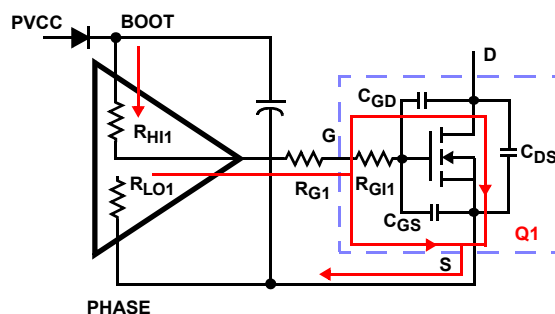 PVCC
BOOT
D
CGD
RHI1
G
CDS
RLO1
RG1
RGI1
CGS
Q1
S
PHASE